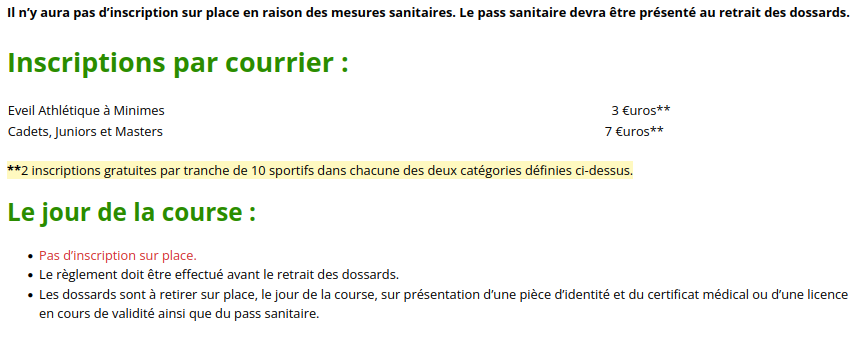 Il n’y aura pas d’inscription sur place en raison des mesures sanitaires. Le pass sanitaire devra être présenté au retrait des dossards.
Inscriptions par courrier :
Eveil Athlétique à Minimes 3 €uros**
Cadets, Juniors et Masters 7 €uros**
**2 inscriptions gratuites par tranche de 10 sportifs dans chacune des deux catégories définies ci-dessus.
Le jour de la course :
• Pas d’inscription sur place.
• Le règlement doit être effectué avant le retrait des dossards.
• Les dossards sont à retirer sur place, le jour de la course, sur présentation d’une pièce d’identité et du certificat médical ou d’une licence
en cours de validité ainsi que du pass sanitaire.